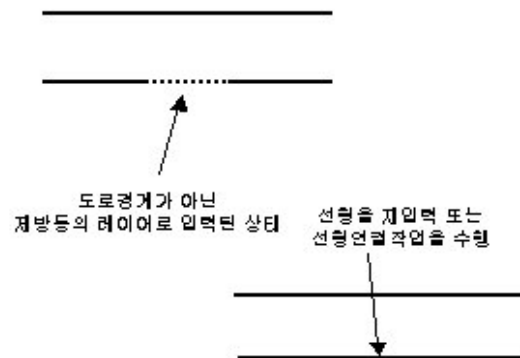 도로경계가 아닌
제방등의 레이어로 입력된 상태
선형을 재입력 또는
선형연결작업을 수행